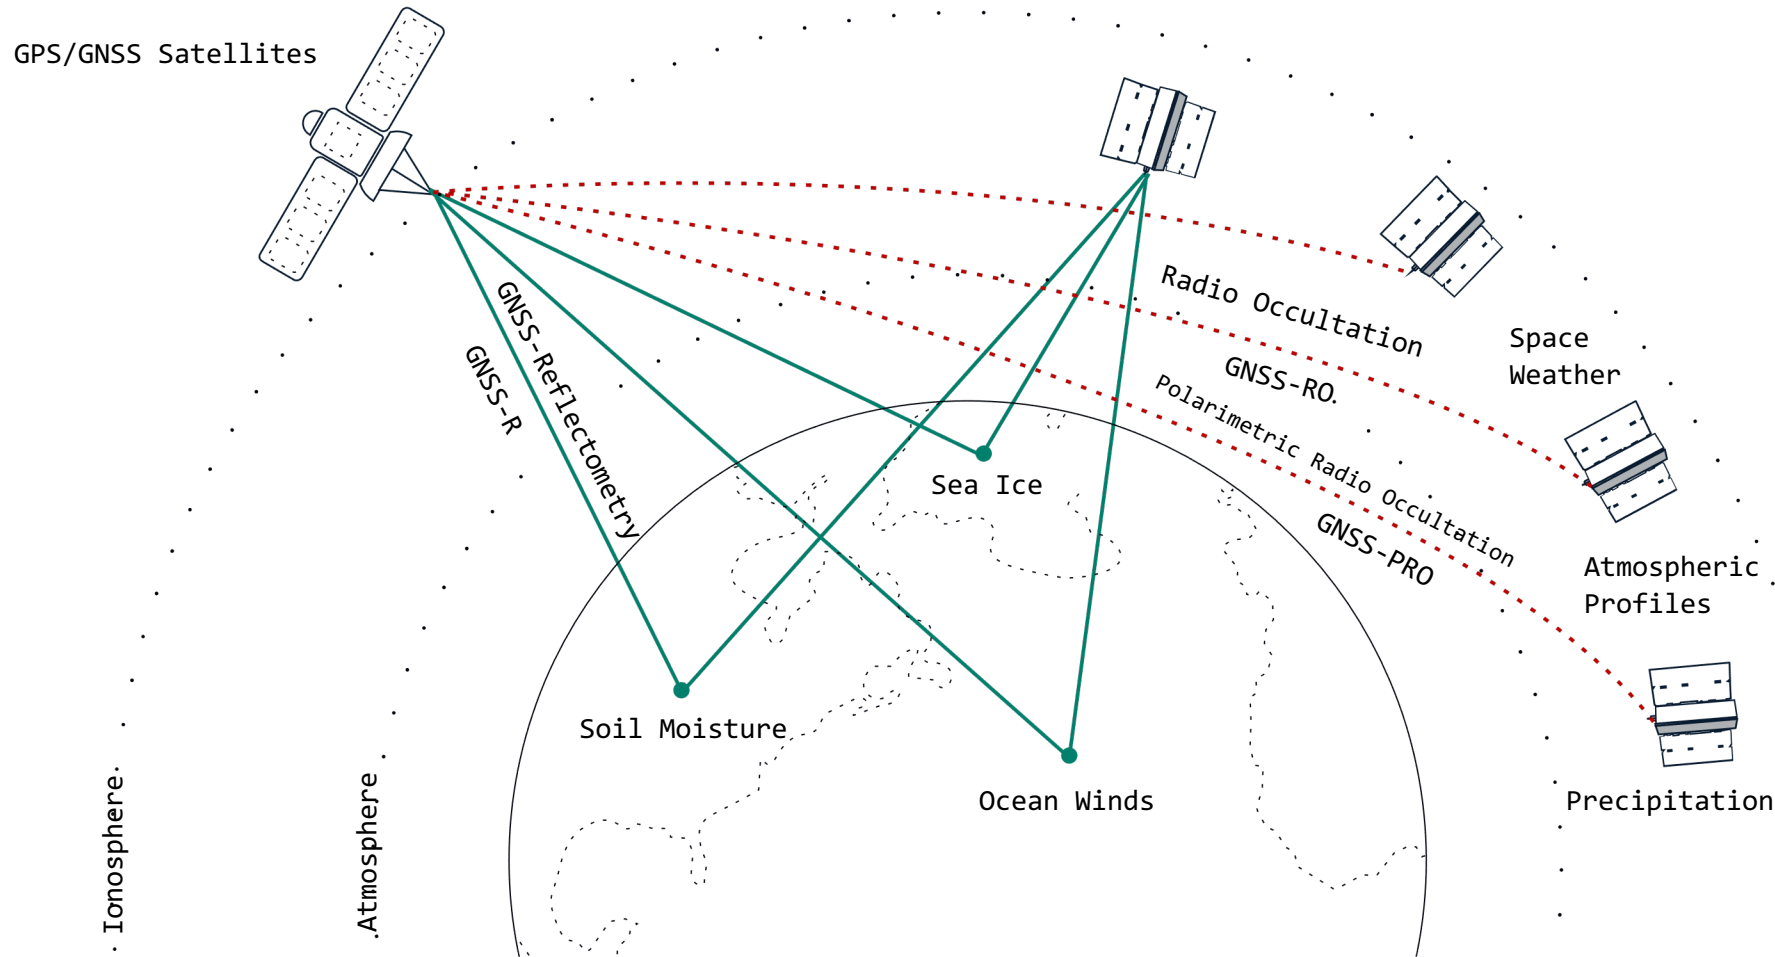 GPS/GNSS Satellites
GNSS-Reflectometry
GNSS-R
Radio Occultation
GNSS-RO
Polarimetric Radio Occultation
GNSS-PRO
Space
Weather
Atmospheric
Profiles
Precipitation
Sea Ice
Soil Moisture
Ocean Winds
Ionosphere
Atmosphere